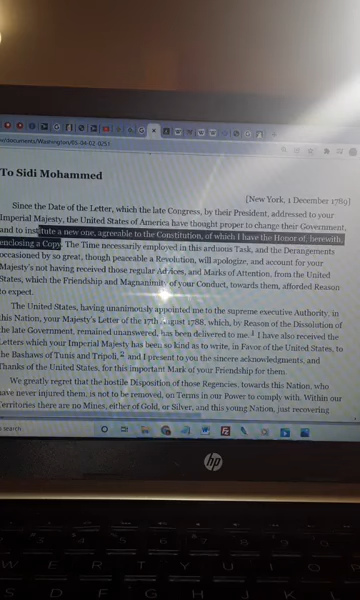 documents/Washington/05-04-02-0251
To Sidi Mohammed
[New York, 1 December 1789]
Since the Date of the Letter, which the late Congress, by their President, addressed to your
Imperial Majesty, the United States of America have thought proper to change their Government,
and to institute a new one, agreeable to the Constitution, of which I have the Honor of, herewith,
enclosing a Copy. The Time necessarily employed in this arduous Task, and the Derangements
occasioned by so great, though peaceable a Revolution, will apologize, and account for your
Majesty's not having received those regular Advices, and Marks of Attention, from the United
States, which the Friendship and Magnanimity of your Conduct, towards them, afforded Reason
to expect.
The United States, having unanimously appointed me to the supreme executive Authority, in
this Nation, your Majesty's Letter of the 17th August 1788, which, by Reason of the Dissolution of
the late Government, remained unanswered, has been delivered to me.1 I have also received the
Letters which your Imperial Majesty has been so kind as to write, in Favor of the United States, to
the Bashaws of Tunis and Tripoli,2 and I present to you the sincere acknowledgments, and
Thanks of the United States, for this important Mark of your Friendship for them.
We greatly regret that the hostile Disposition of those Regencies, towards this Nation, who
have never injured them, is not to be removed, on Terms in our Power to comply with. Within our
Territories there are no Mines, either of Gold, or Silver, and this young Nation, just recovering
search
hp
W E R T Y U I O P
S D F G H J K L